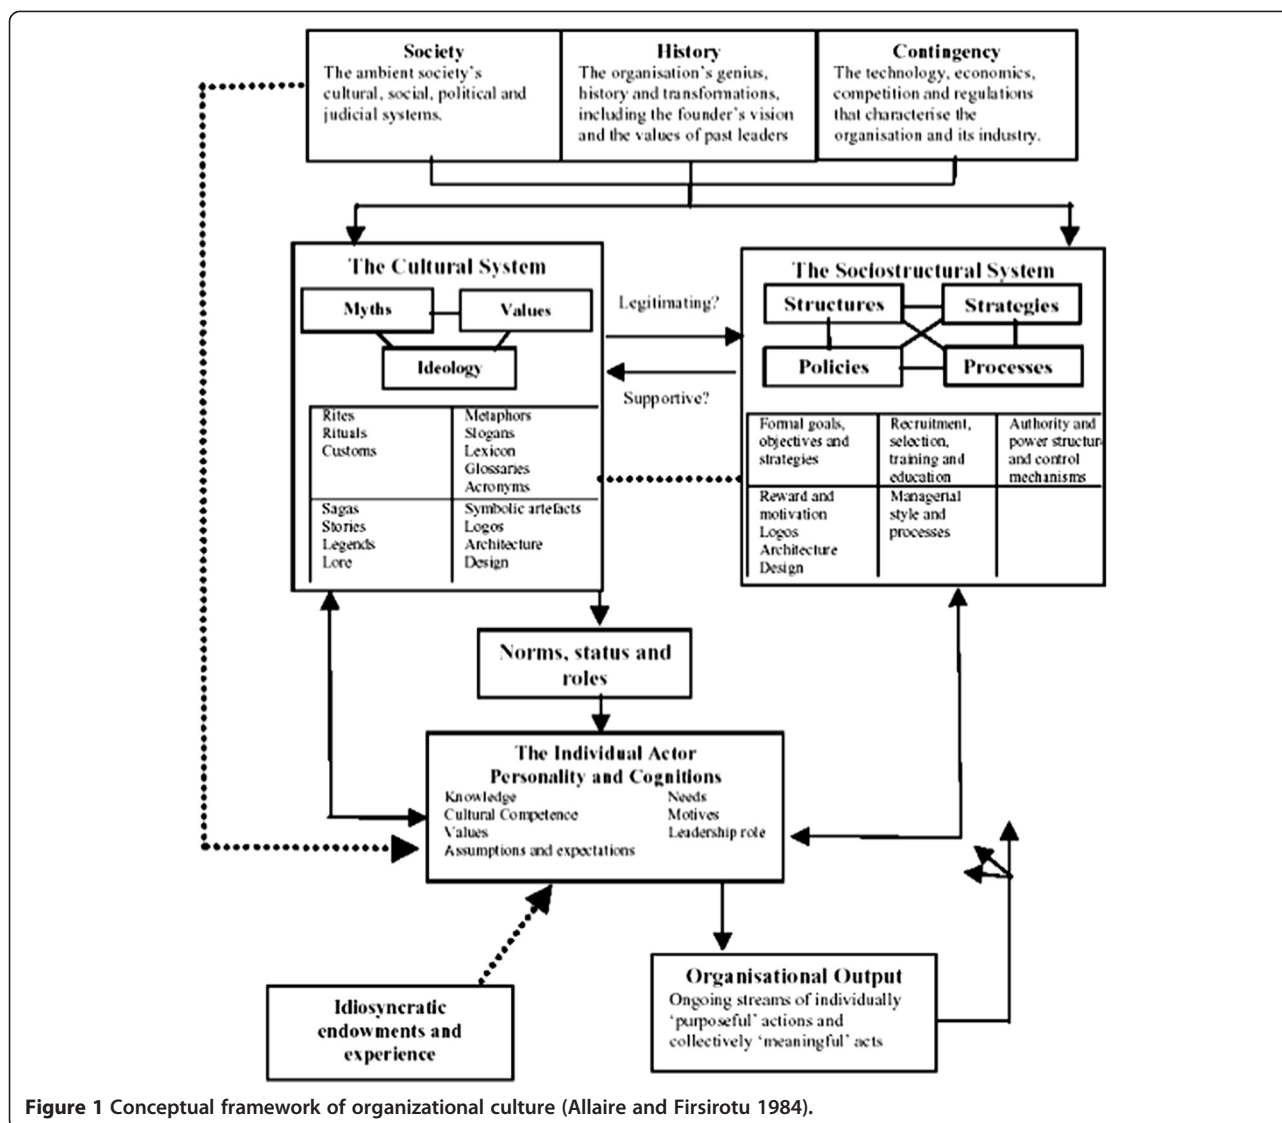 Society
The ambient society's
cultural, social, political and
judicial systems.
History
The organisation's genius,
history and transformations,
including the founder's vision
and the values of past leaders
Contingency
The technology, economics,
competition and regulations
that characterise the
organisation and its industry.
The Cultural System
Myths
Values
Ideology
Rites
Rituals
Customs
Metaphors
Slogans
Lexicon
Glossaries
Acronyms
Sagas
Stories
Legends
Lore
Symbolic artefacts
Logos
Architecture
Design
Legitimating?
Supportive?
The Sociostructural System
Structures
Strategies
Policies
Processes
Formal goals,
objectives and
strategies
Recruitment,
selection,
training and
education
Authority and
power structur
and control
mechanisms
Reward and
motivation
Logos
Architecture
Design
Managerial
style and
processes
Norms, status and
roles
The Individual Actor
Personality and Cognitions
Knowledge
Cultural Competence
Values
Assumptions and expectations
Needs
Motives
Leadership role
Idiosyncratic
endowments and
experience
Organisational Output
Ongoing streams of individually
'purposeful' actions and
collectively 'meaningful' acts
Figure 1 Conceptual framework of organizational culture (Allaire and Firsirotu 1984).